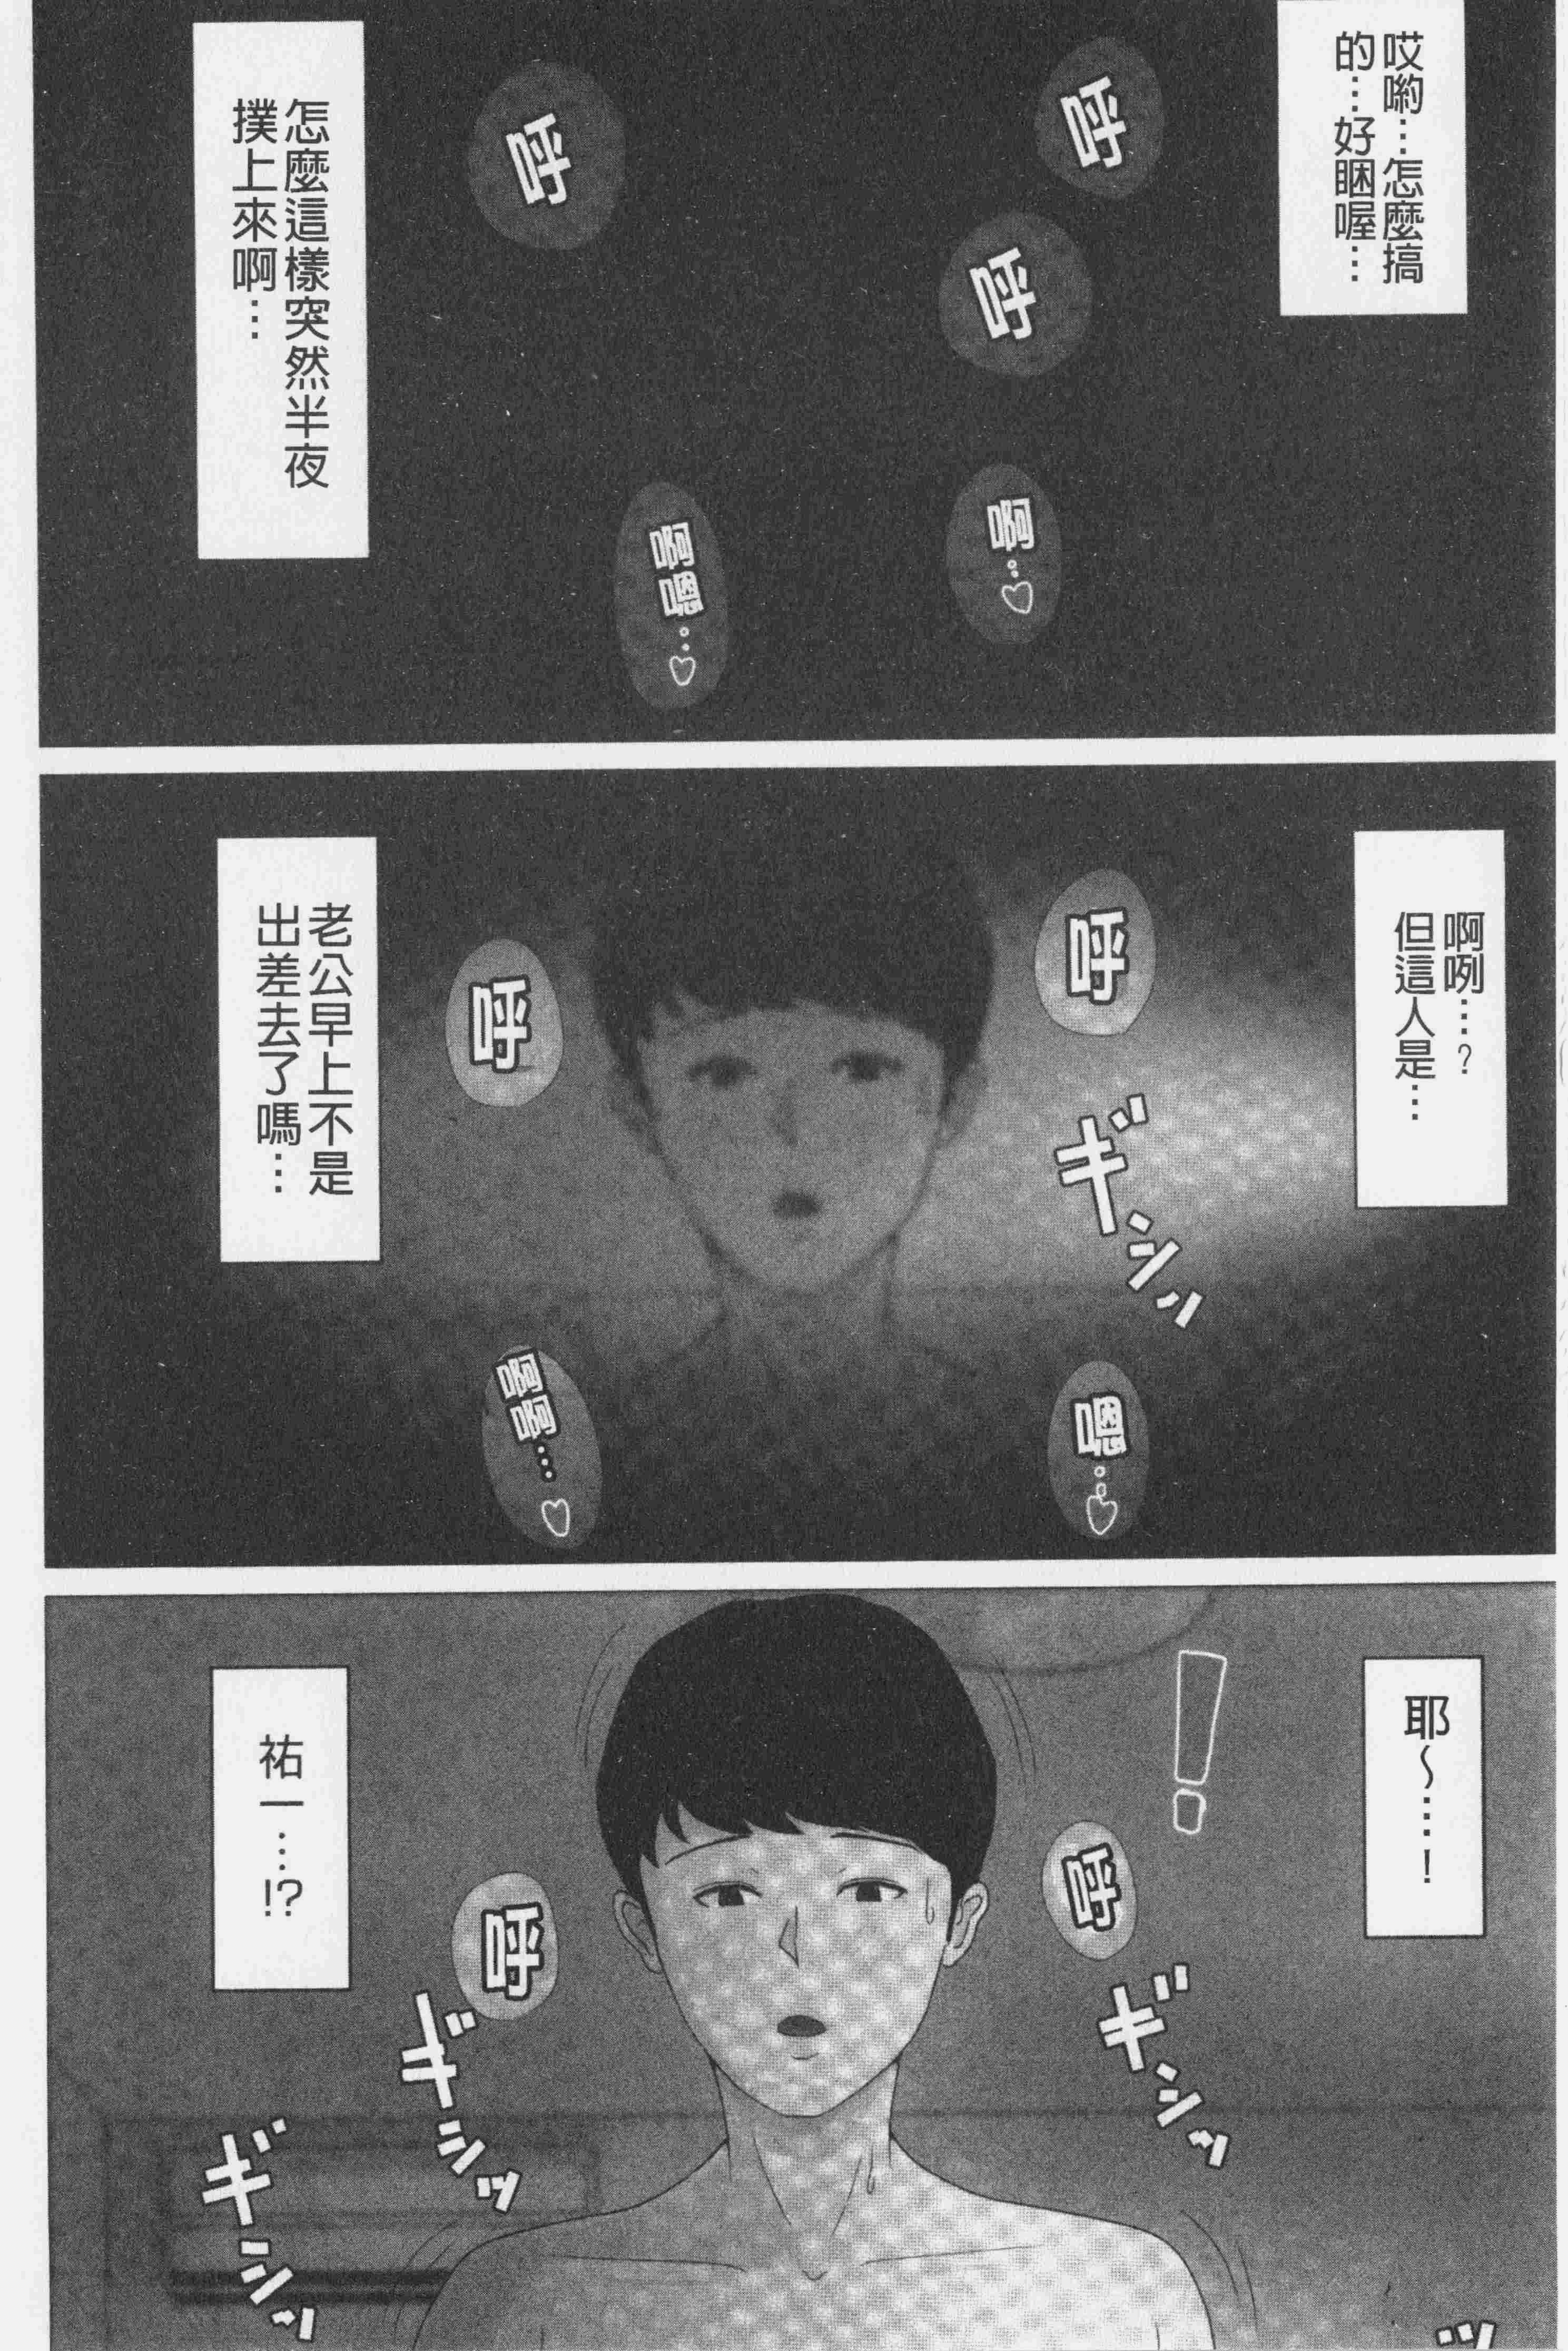 哎喲…怎麼搞
的…好睏喔…
呼
呼
呼
怎麼這樣突然半夜
撲上來啊…
啊…♡
啊嗯…♡
啊咧…?
但這人是…
呼
ギシッ
呼
老公早上不是
出差去了嗎…
嗯…♡
啊啊…♡
耶～……!
!
呼
ギシッ
祐一…!?
呼
ギシッ
ギシッ